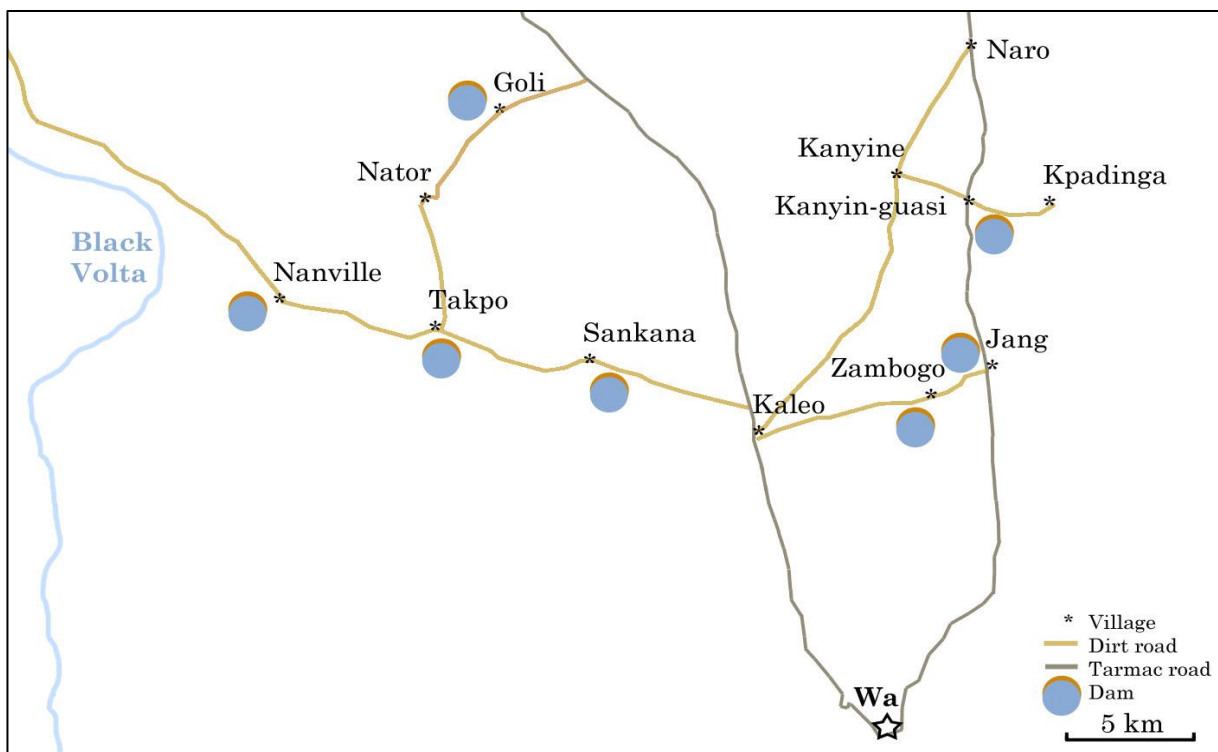 Naro
Goli
Kanyine
Kpadinga
Nator
Kanyin-guasi
Black
Volta
Nanville
Takpo
Sankana
Jang
Zambogo
Kaleo
* Village
Dirt road
Tarmac road
Wa
Dam
5 km